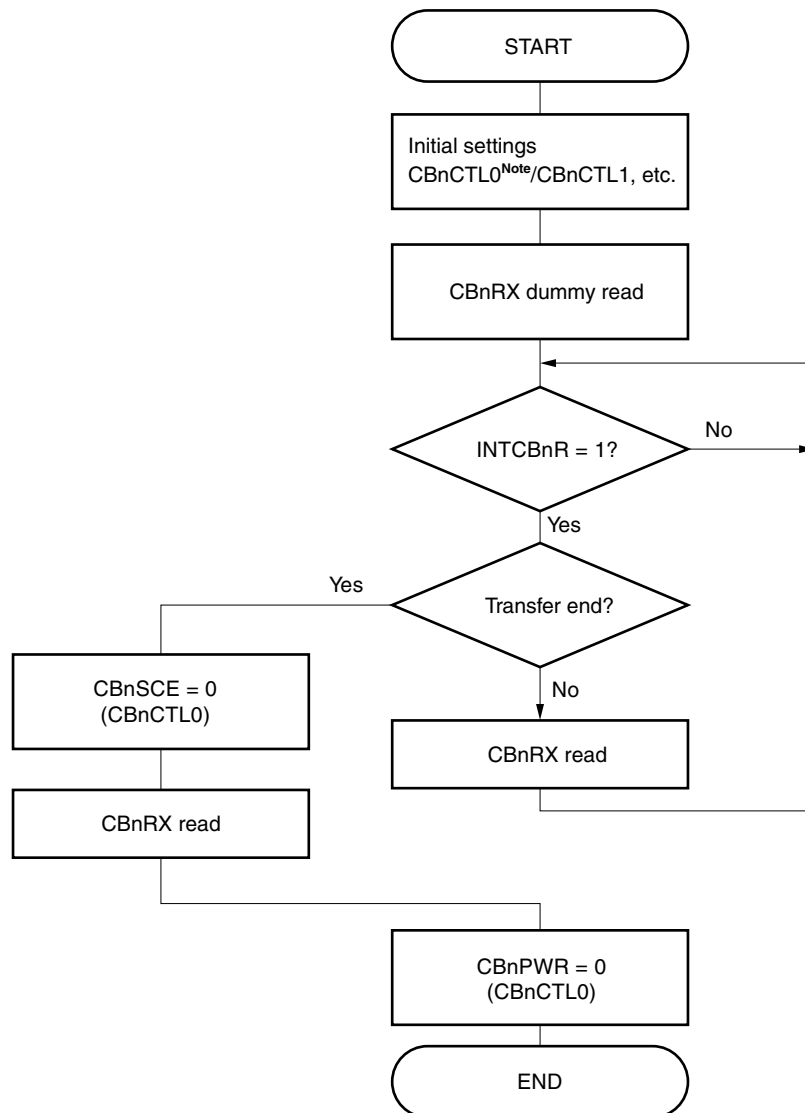 START
Initial settings
CBnCTL0Note/CBnCTL1, etc.
CBnRX dummy read
INTCBnR = 1?
No
Yes
Transfer end?
Yes
No
CBnSCE = 0
(CBnCTL0)
CBnRX read
CBnRX read
CBnPWR = 0
(CBnCTL0)
END